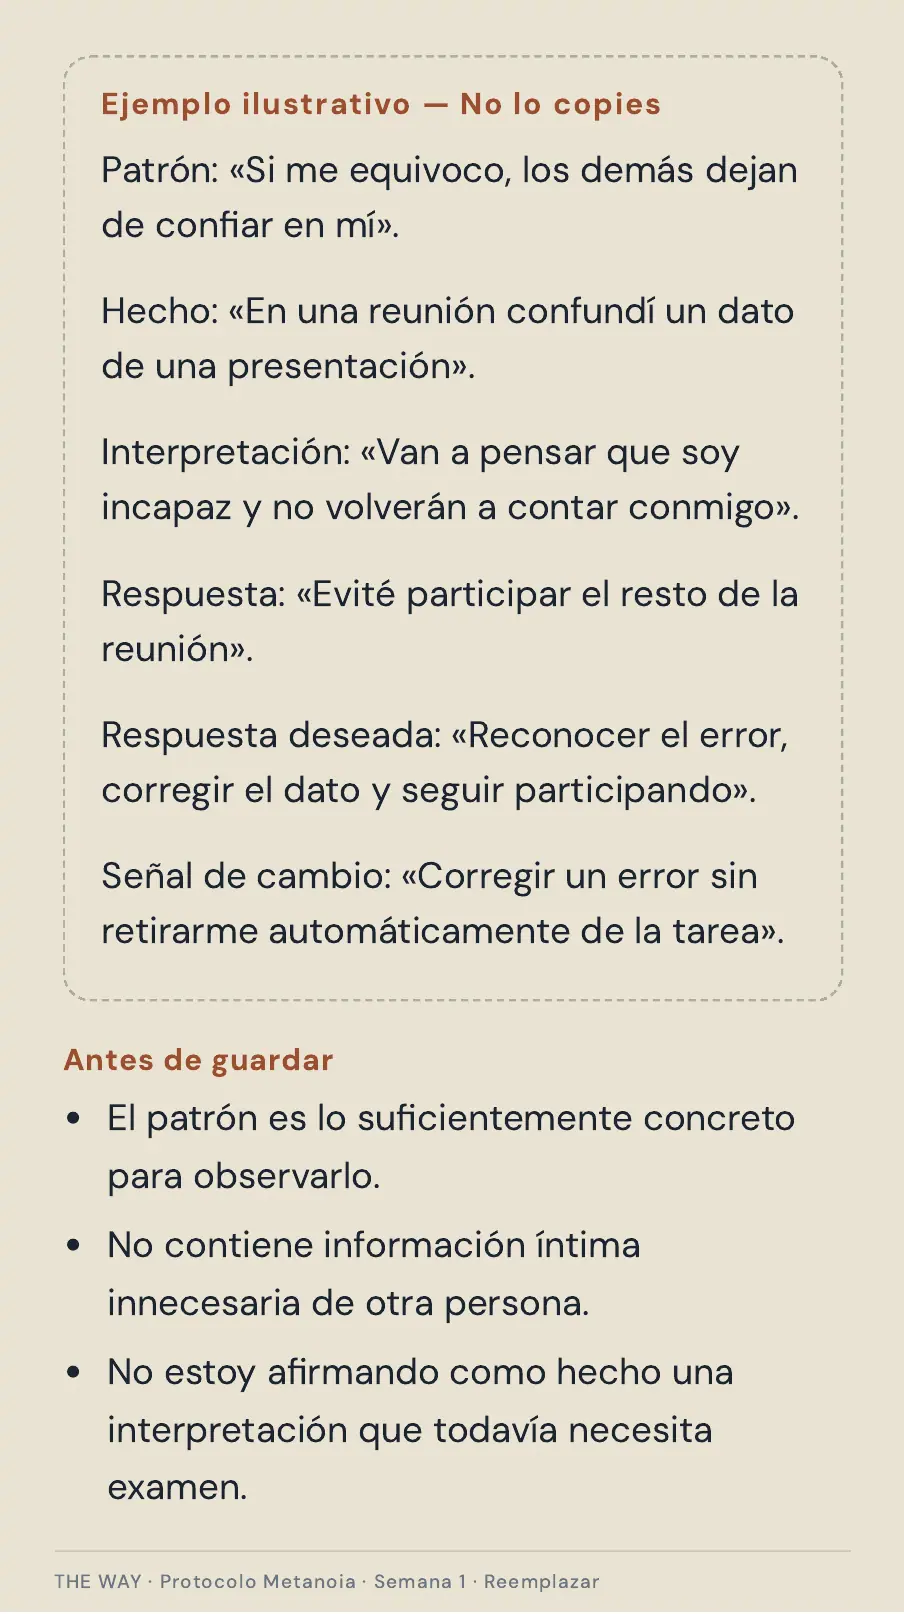 Ejemplo ilustrativo — No lo copies
Patrón: «Si me equivoco, los demás dejan
de confiar en mí».
Hecho: «En una reunión confundí un dato
de una presentación».
Interpretación: «Van a pensar que soy
incapaz y no volverán a contar conmigo».
Respuesta: «Evité participar el resto de la
reunión».
Respuesta deseada: «Reconocer el error,
corregir el dato y seguir participando».
Señal de cambio: «Corregir un error sin
retirarme automáticamente de la tarea».
Antes de guardar
• El patrón es lo suficientemente concreto
para observarlo.
• No contiene información íntima
innecesaria de otra persona.
• No estoy afirmando como hecho una
interpretación que todavía necesita
examen.
THE WAY · Protocolo Metanoia · Semana 1 · Reemplazar